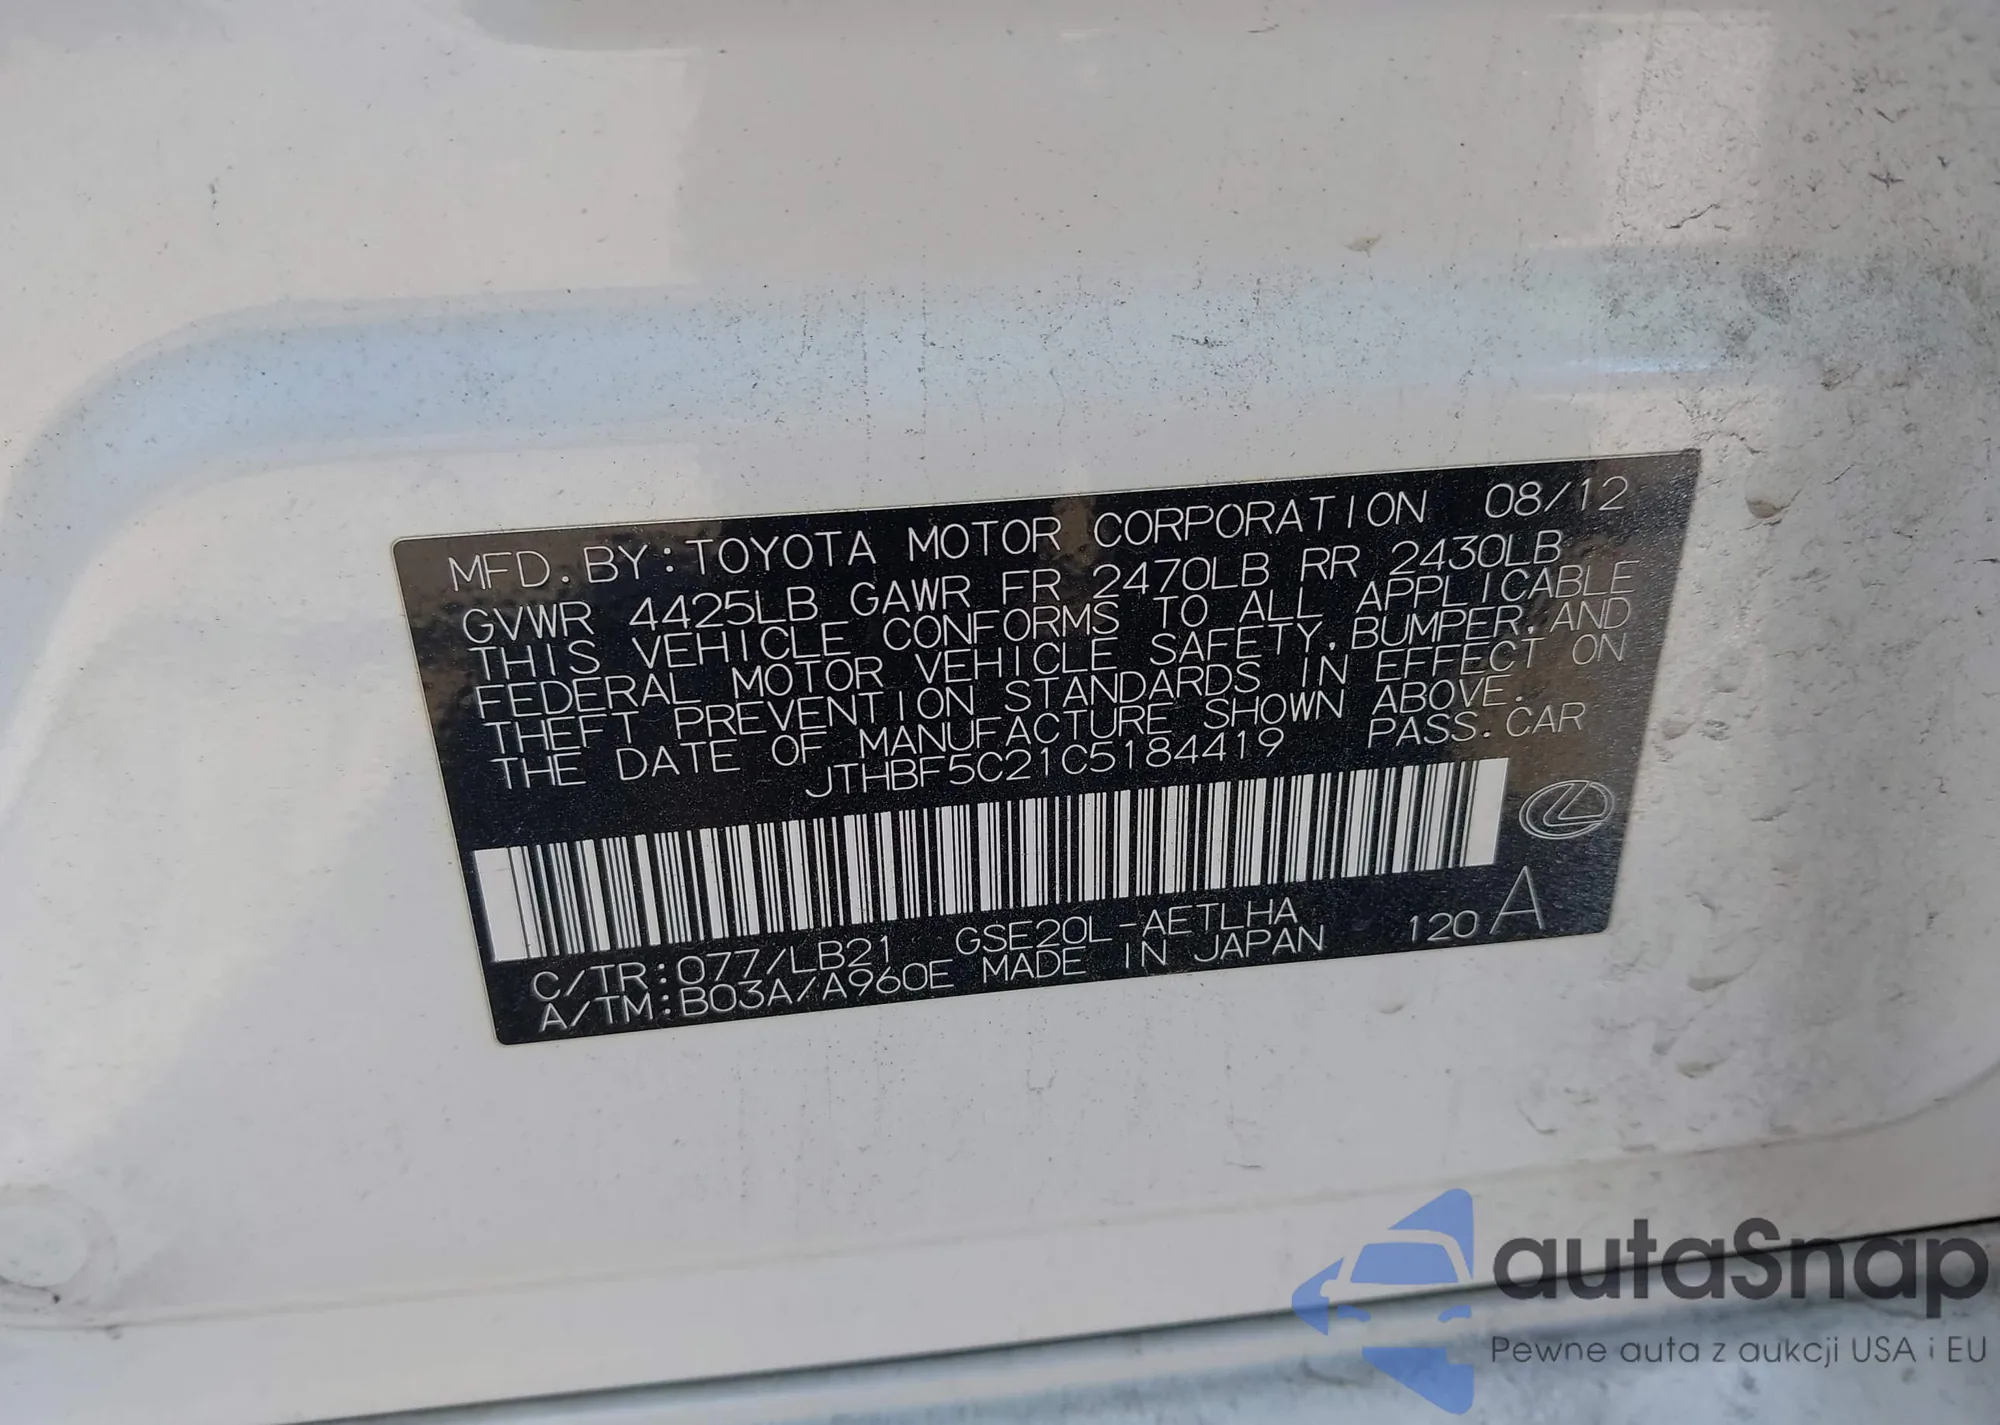 MFD. BY: TOYOTA MOTOR CORPORATION 08/12
GVWR 4425LB GAWR FR 2470LB RR 2430LB
THIS VEHICLE CONFORMS TO ALL APPLICABLE
FEDERAL MOTOR VEHICLE SAFETY, BUMPER, AND
THEFT PREVENTION STANDARDS IN EFFECT ON
THE DATE OF MANUFACTURE SHOWN ABOVE.
JTHBF5C21C5184419 PASS. CAR
C/TR: 077/LB21 GSE20L-AETLHA
A/TM: B03A/A960E MADE IN JAPAN 120 A
autaSnap
Pewne auta z aukcji USA i EU